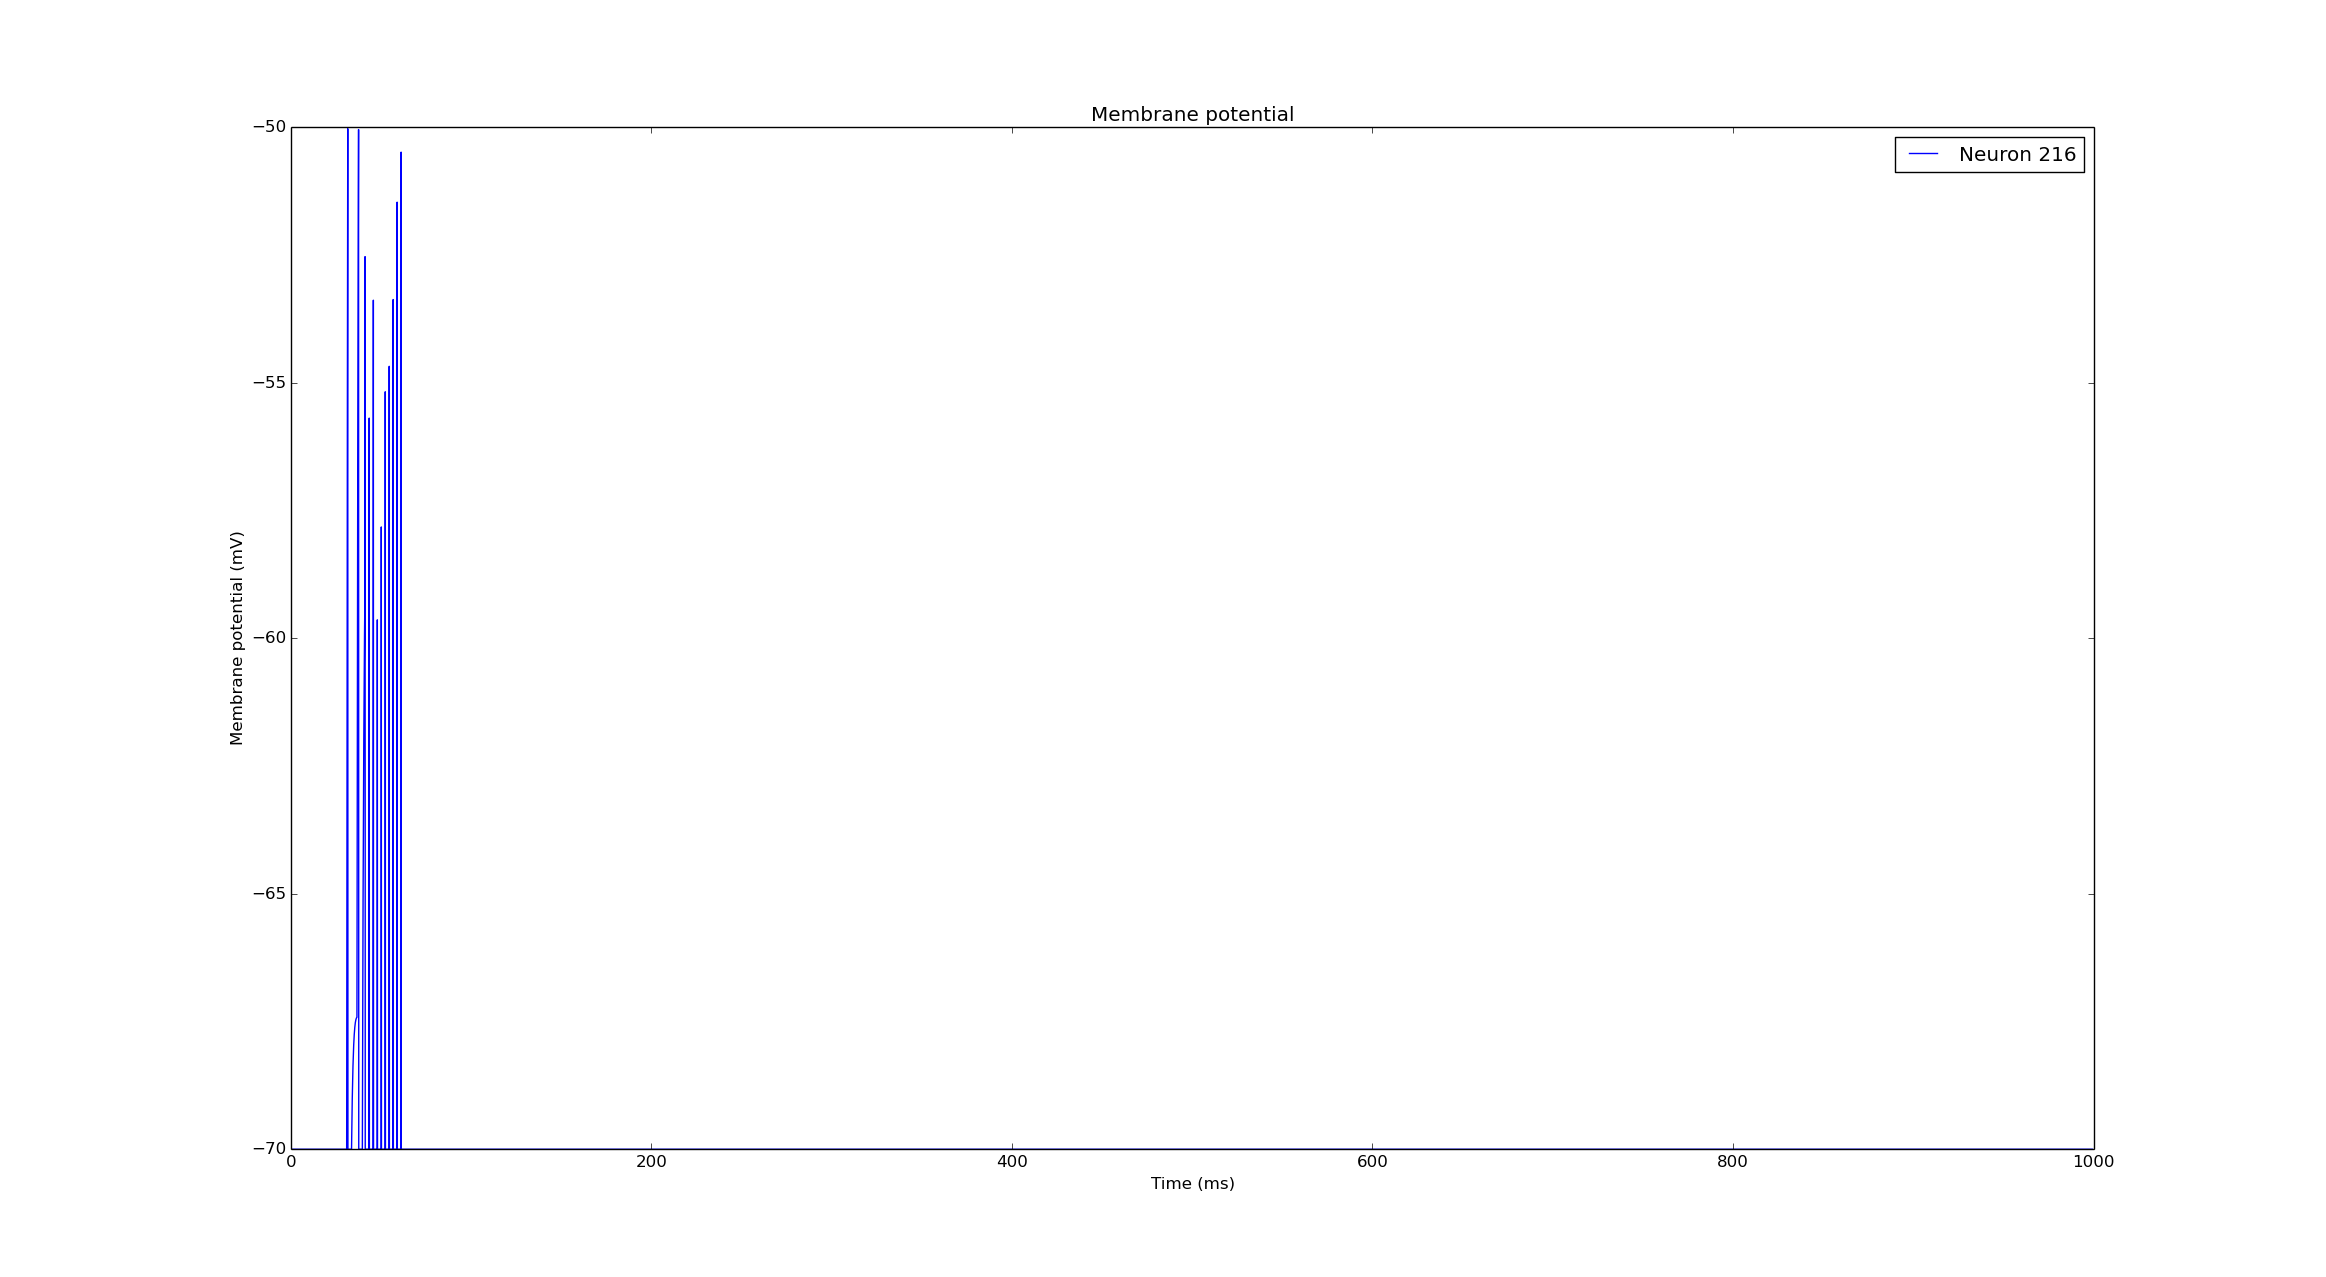 Membrane potential
Neuron 216
−50
−55
−60
−65
−70
Membrane potential (mV)
0 200 400 600 800 1000
Time (ms)